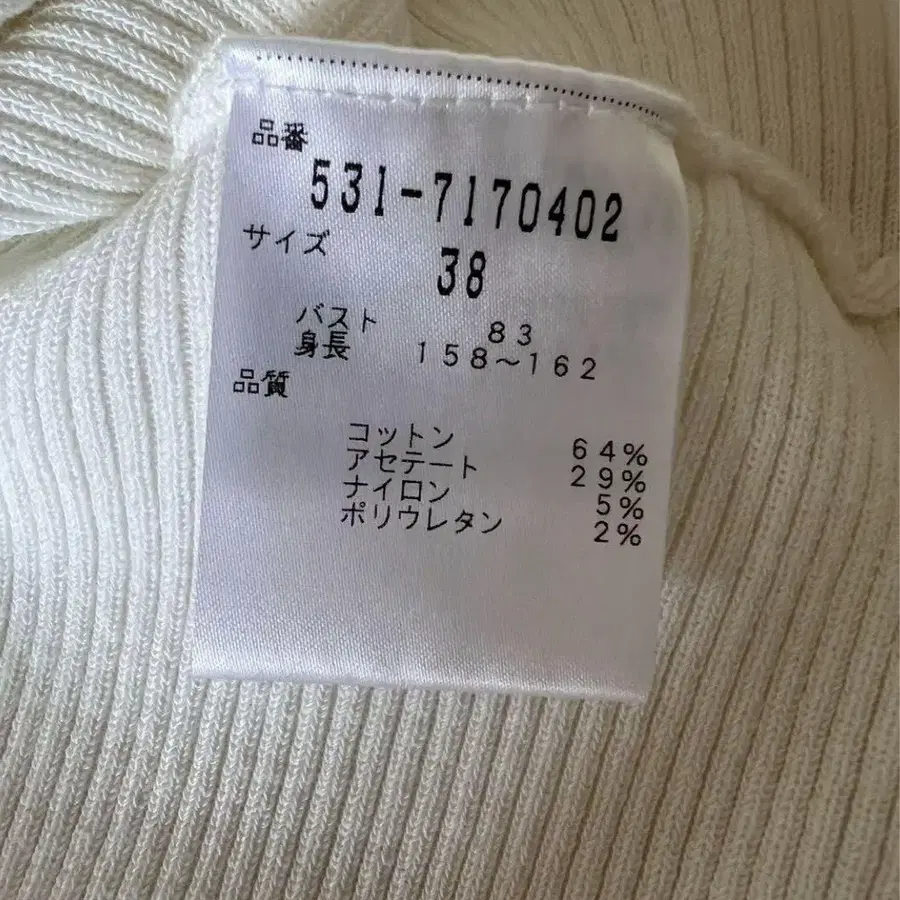 品番
531-7170402
サイズ 38
バスト 83
身長 158～162
品質
コットン 64%
アセテート 29%
ナイロン 5%
ポリウレタン 2%